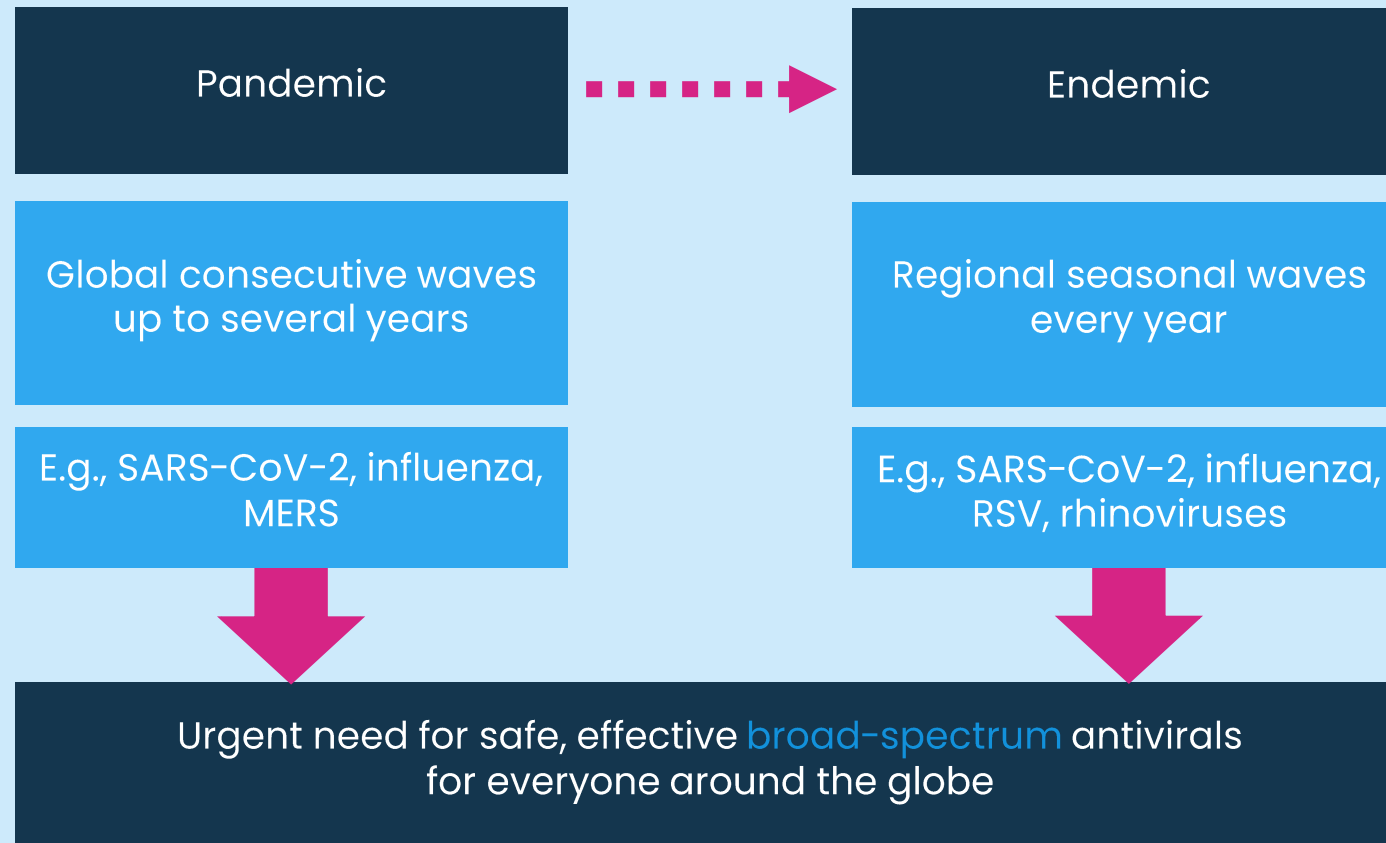 Pandemic
Endemic
Global consecutive waves
up to several years
Regional seasonal waves
every year
E.g., SARS-CoV-2, influenza,
MERS
E.g., SARS-CoV-2, influenza,
RSV, rhinoviruses
Urgent need for safe, effective broad-spectrum antivirals
for everyone around the globe